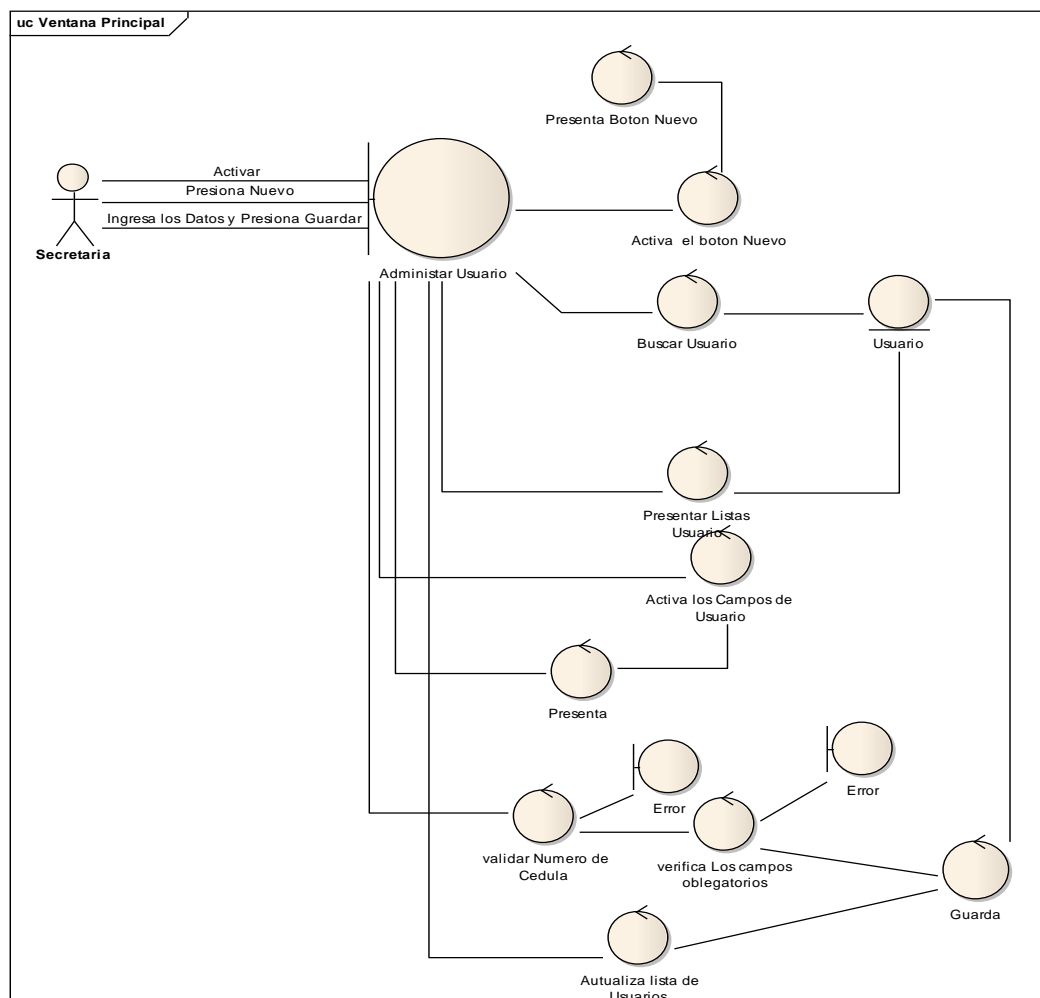 uc Ventana Principal
Presenta Boton Nuevo
Activar
Presiona Nuevo
Ingresa los Datos y Presiona Guardar
Secretaria
Activa el boton Nuevo
Administar Usuario
Buscar Usuario
Usuario
Presentar Listas
Usuario
Activa los Campos de
Usuario
Presenta
Error
Error
validar Numero de
Cedula
verifica Los campos
oblegatorios
Guarda
Autualiza lista de
Usuarios